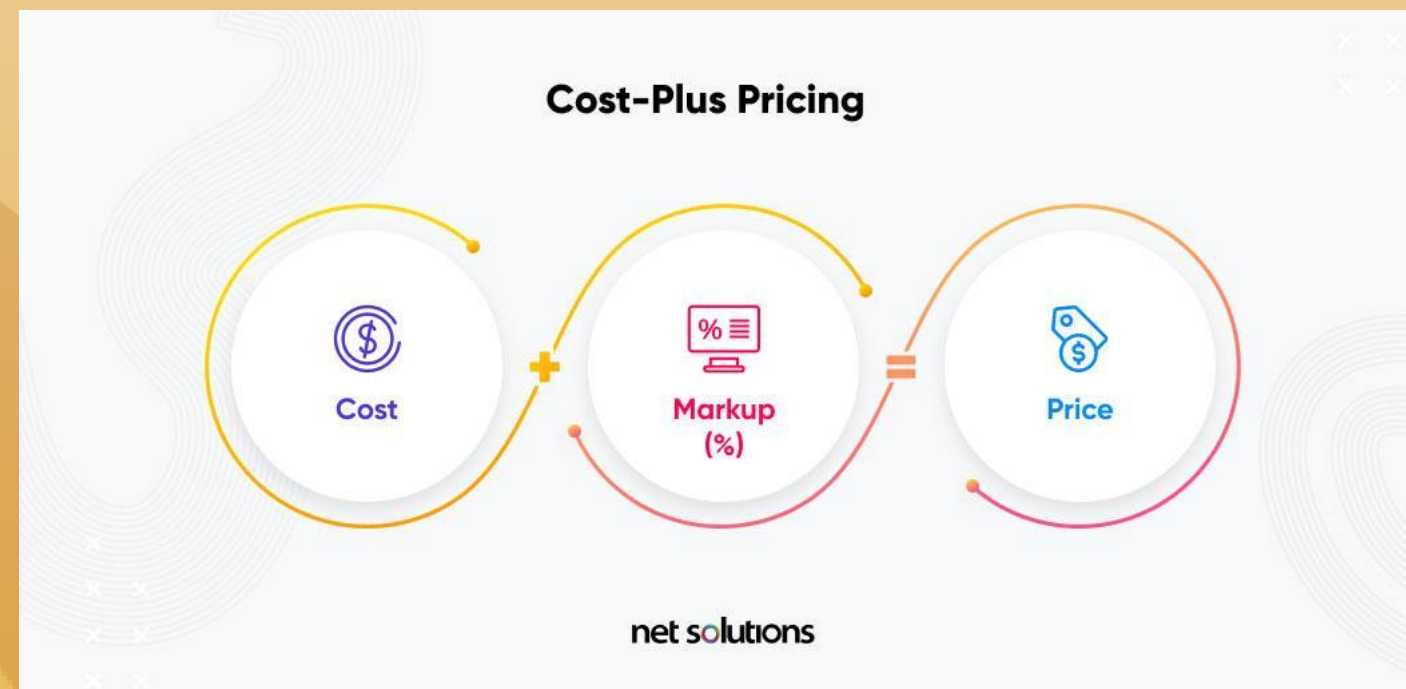 Cost-Plus Pricing
$
Cost
+
%
Markup
(%)
=
$
Price
net solutions